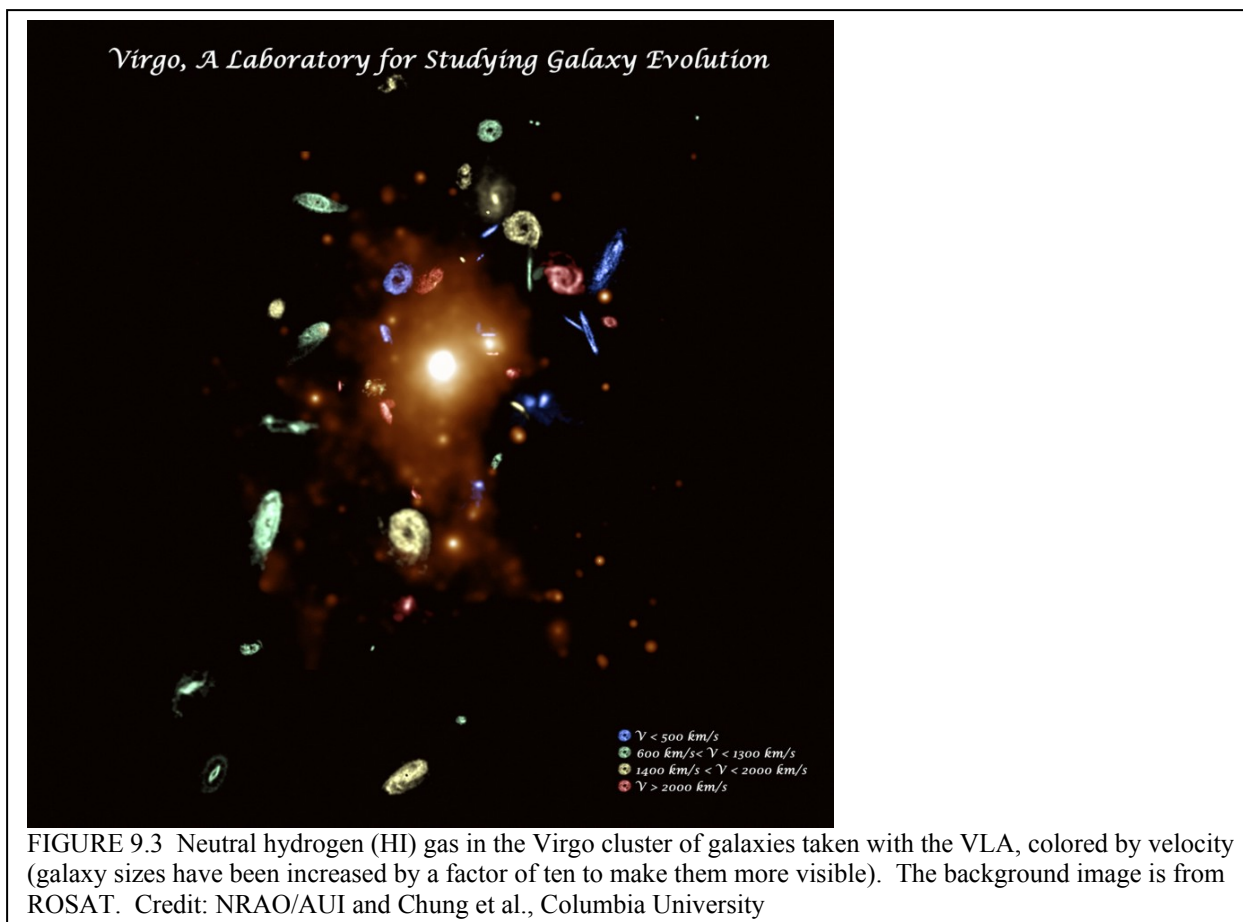 Virgo, A Laboratory for Studying Galaxy Evolution
V < 500 km/s
600 km/s< V < 1300 km/s
1400 km/s < V < 2000 km/s
V > 2000 km/s
FIGURE 9.3 Neutral hydrogen (HI) gas in the Virgo cluster of galaxies taken with the VLA, colored by velocity
(galaxy sizes have been increased by a factor of ten to make them more visible). The background image is from
ROSAT. Credit: NRAO/AUI and Chung et al., Columbia University